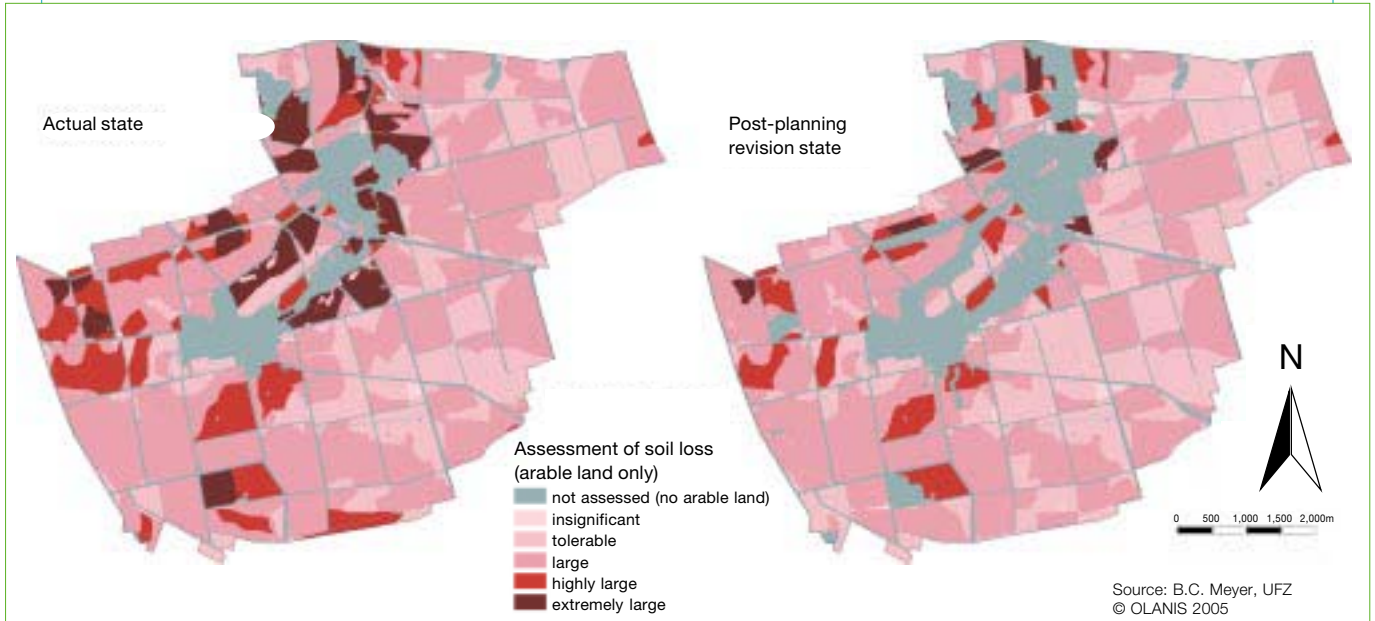 Actual state
Post-planning
revision state
N
Assessment of soil loss
(arable land only)
not assessed (no arable land)
insignificant
tolerable
large
highly large
extremely large
0 500 1,000 1,500 2,000m
Source: B.C. Meyer, UFZ
© OLANIS 2005